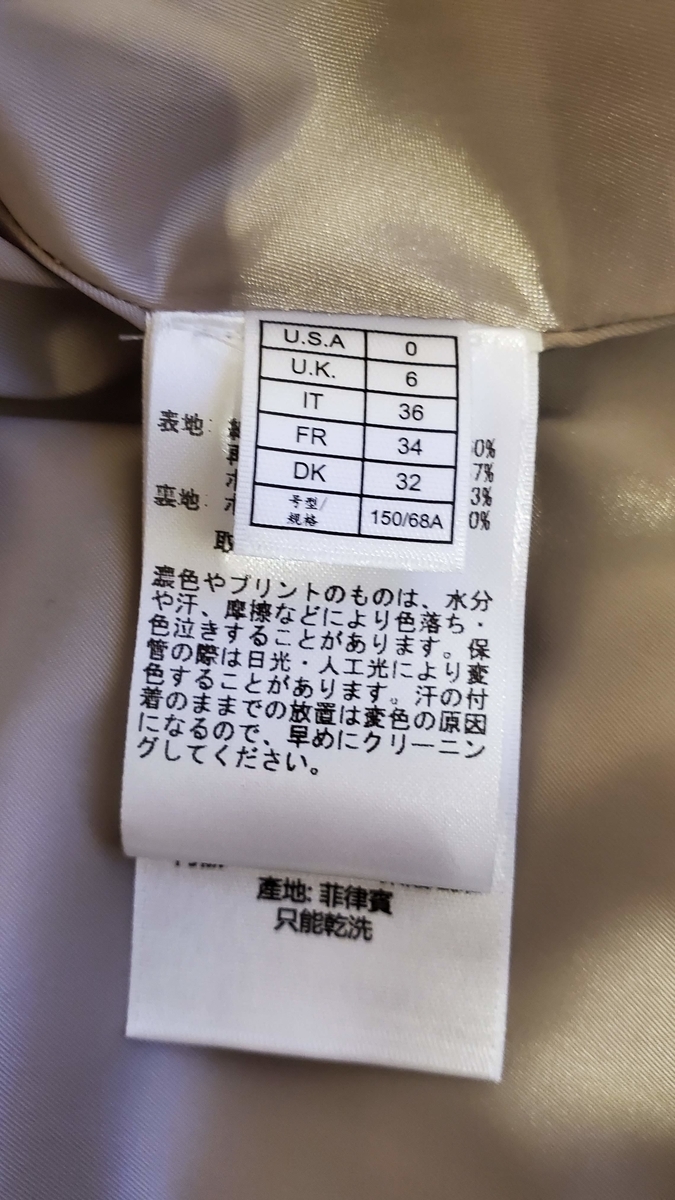 U.S.A 0
U.K. 6
IT 36
FR 34
DK 32
号型/规格 150/68A
表地: 0%
7%
3%
裏地: 0%
取
濃色やプリントのものは、水分
や汗、摩擦などにより色落ち・
色泣きすることがあります。保
管の際は日光・人工光により変
色することがあります。汗の付
着のままでの放置は変色の原因
になるので、早めにクリーニン
グしてください。
產地: 菲律賓
只能乾洗